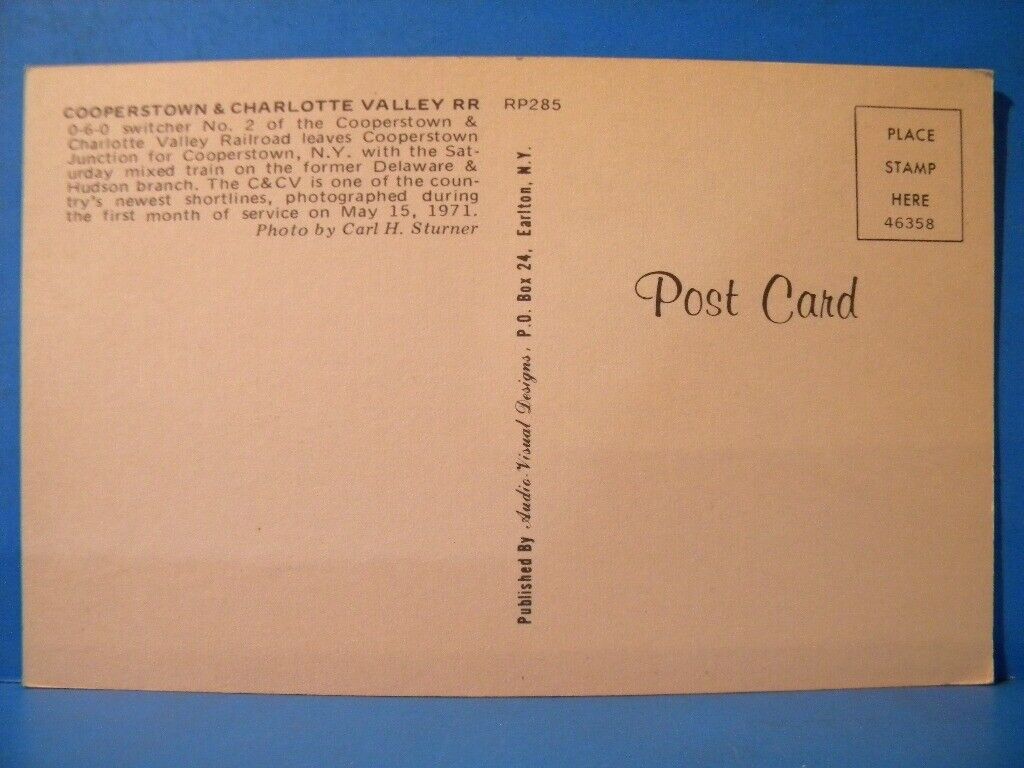 COOPERSTOWN & CHARLOTTE VALLEY RR RP285
0-6-0 switcher No. 2 of the Cooperstown &
Charlotte Valley Railroad leaves Cooperstown
Junction for Cooperstown, N.Y. with the Sat-
urday mixed train on the former Delaware &
Hudson branch. The C&CV is one of the coun-
try's newest shortlines, photographed during
the first month of service on May 15, 1971.
Photo by Carl H. Sturner
Published By Audio-Visual Designs, P.O. Box 24, Earlton, N.Y.
PLACE
STAMP
HERE
46358
Post Card